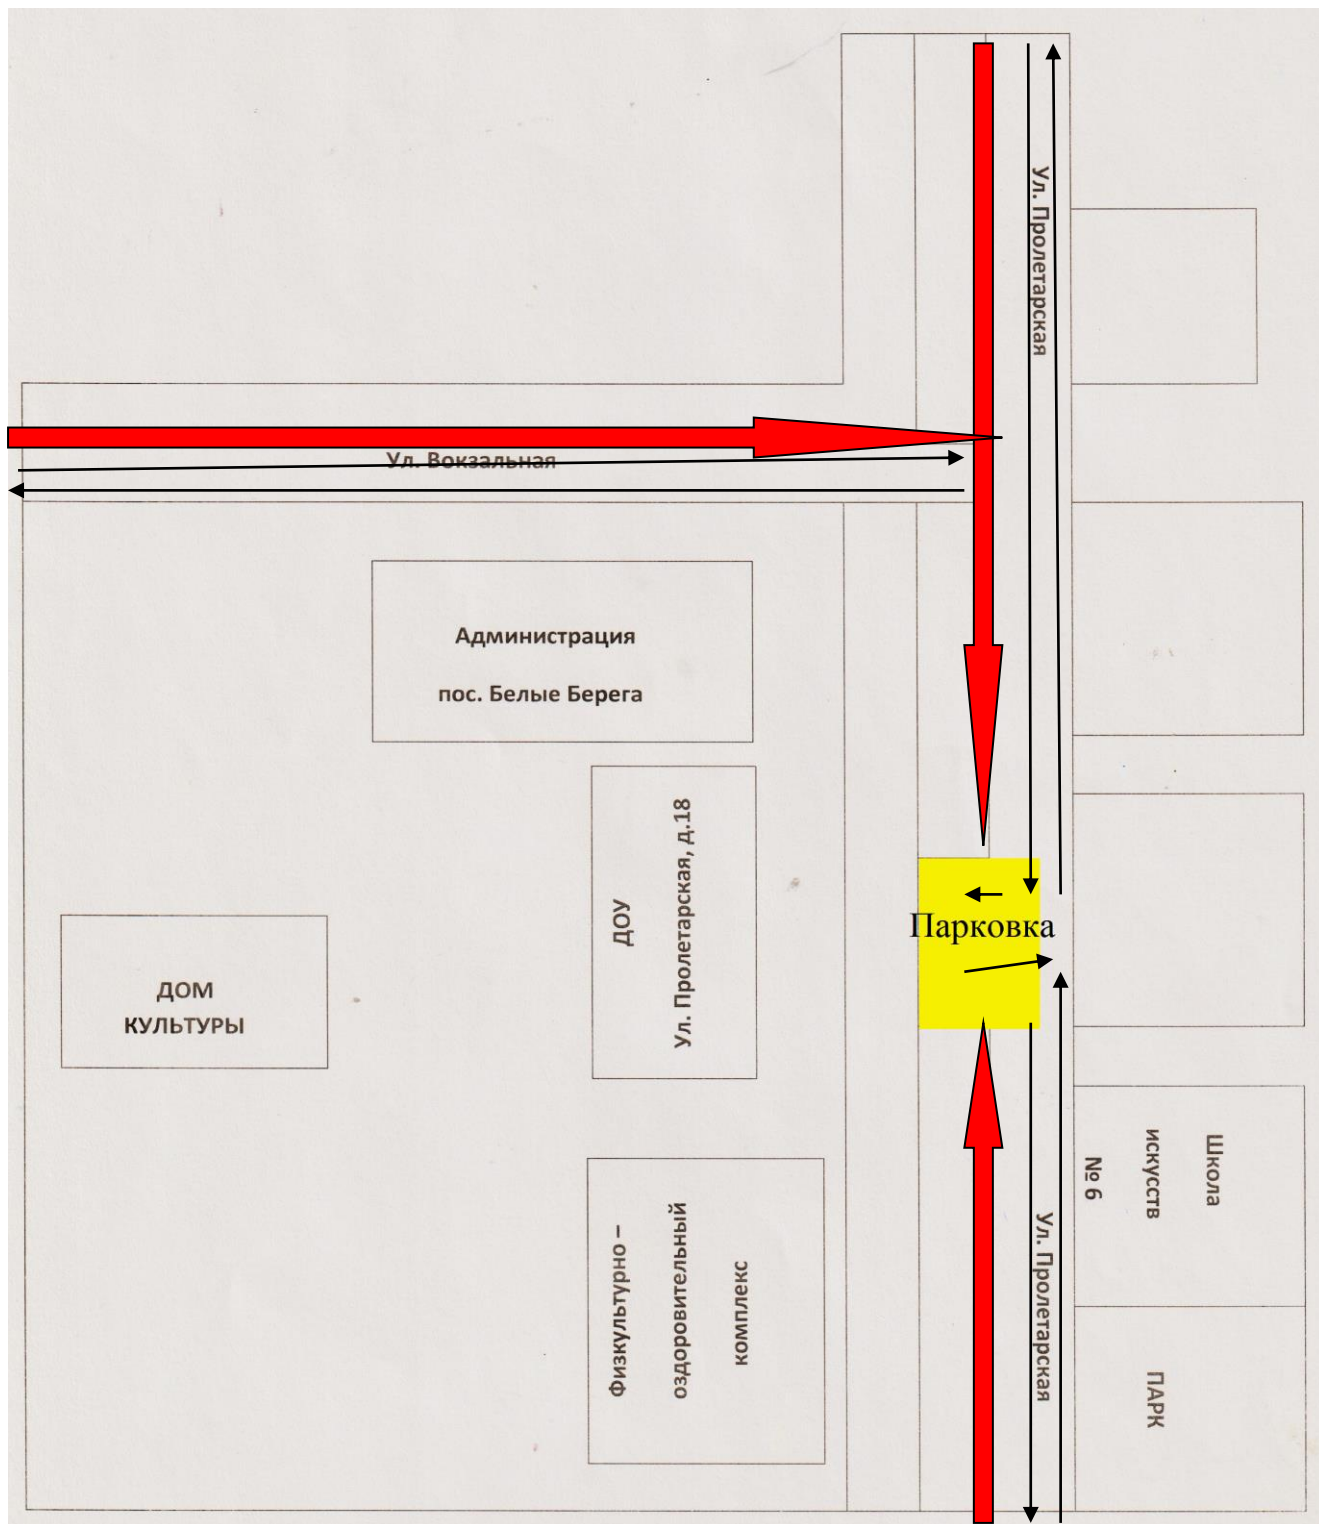 Ул. Пролетарская
Ул. Вокзальная
Администрация
пос. Белые Берега
ДОУ
Ул. Пролетарская, д.18
Парковка
ДОМ
КУЛЬТУРЫ
Школа
искусств
№ 6
Физкультурно –
оздоровительный
комплекс
Ул. Пролетарская
ПАРК